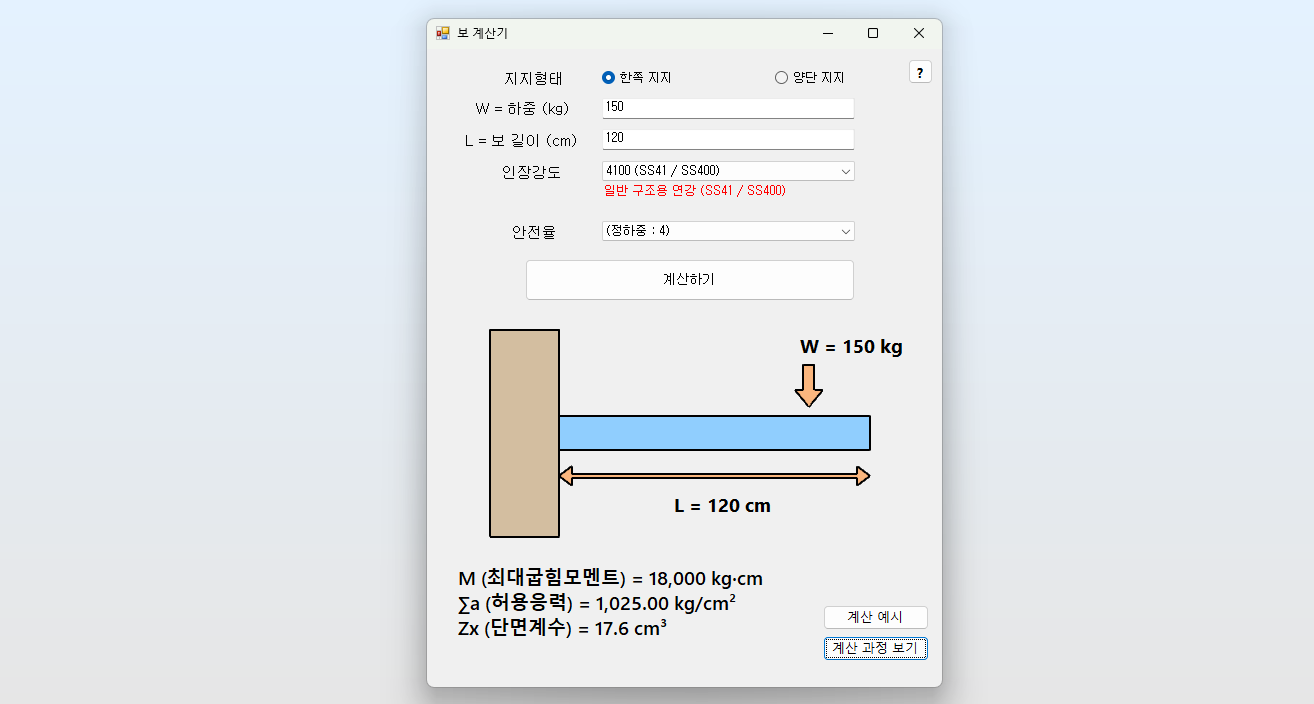 보 계산기
지지형태 한쪽 지지 양단 지지 ?
W = 하중 (kg) 150
L = 보 길이 (cm) 120
인장강도 4100 (SS41 / SS400)
일반 구조용 연강 (SS41 / SS400)
안전율 (정하중 : 4)
계산하기
W = 150 kg
L = 120 cm
M (최대굽힘모멘트) = 18,000 kg·cm
∑a (허용응력) = 1,025.00 kg/cm²
Zx (단면계수) = 17.6 cm³
계산 예시
계산 과정 보기